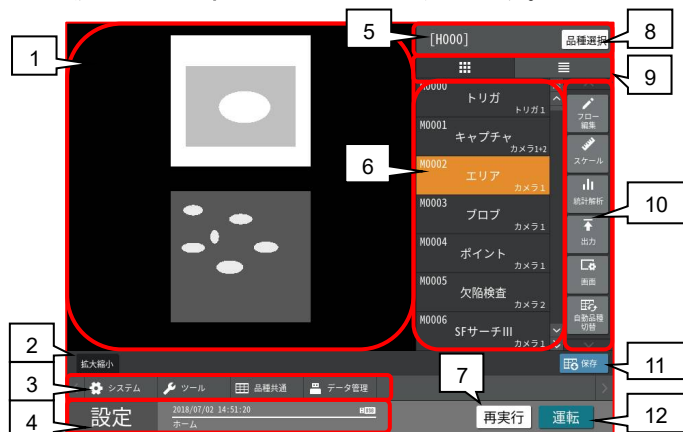 1
5
[H000]
品種選択
8
9
M0000
トリガ
トリガ1
M0001
キャプチャ
カメラ1+2
6
M0002
エリア
カメラ1
M0003
ブロブ
カメラ1
M0004
ポイント
カメラ1
M0005
欠陥検査
カメラ2
M0006
SFサーチIII
カメラ1
フロー
編集
スケール
統計解析
10
出力
画面
自動品種
切替
2
拡大縮小
保存
11
3
システム
ツール
品種共通
データ管理
7
4
設定
2018/07/02 14:51:20
ホーム
再実行
運転
12